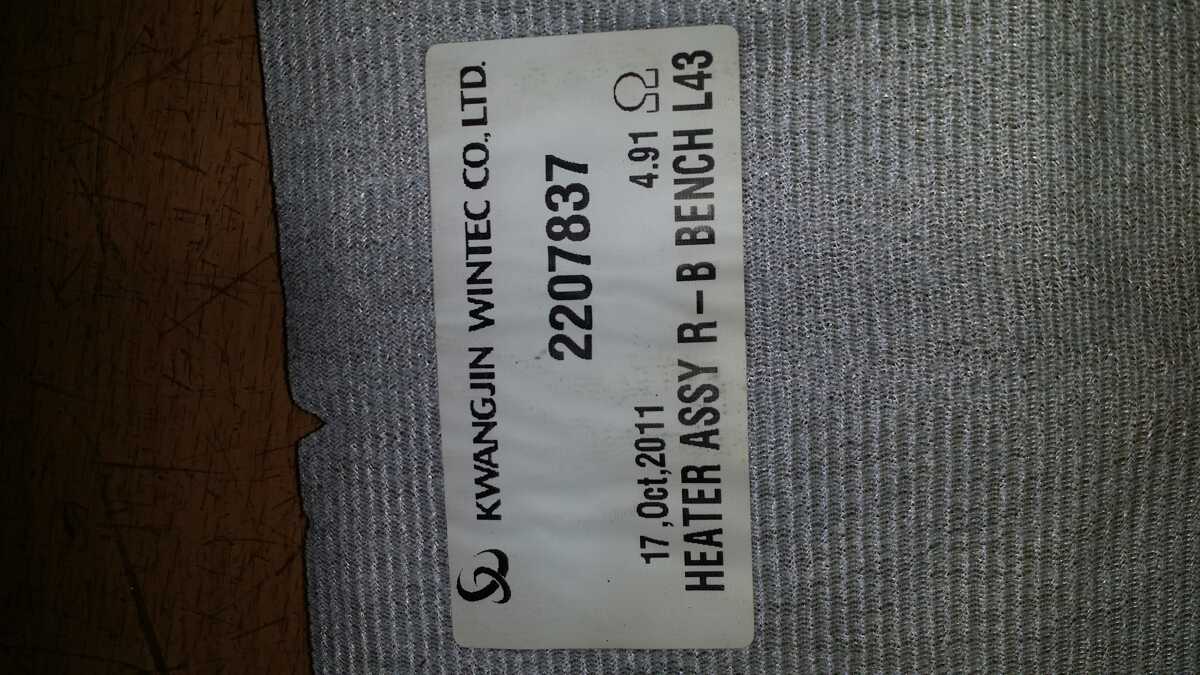 KWANGJIN WINTEC CO., LTD.
2207837
17 ,Oct,2011 4.91 Ω
HEATER ASSY R-B BENCH L43